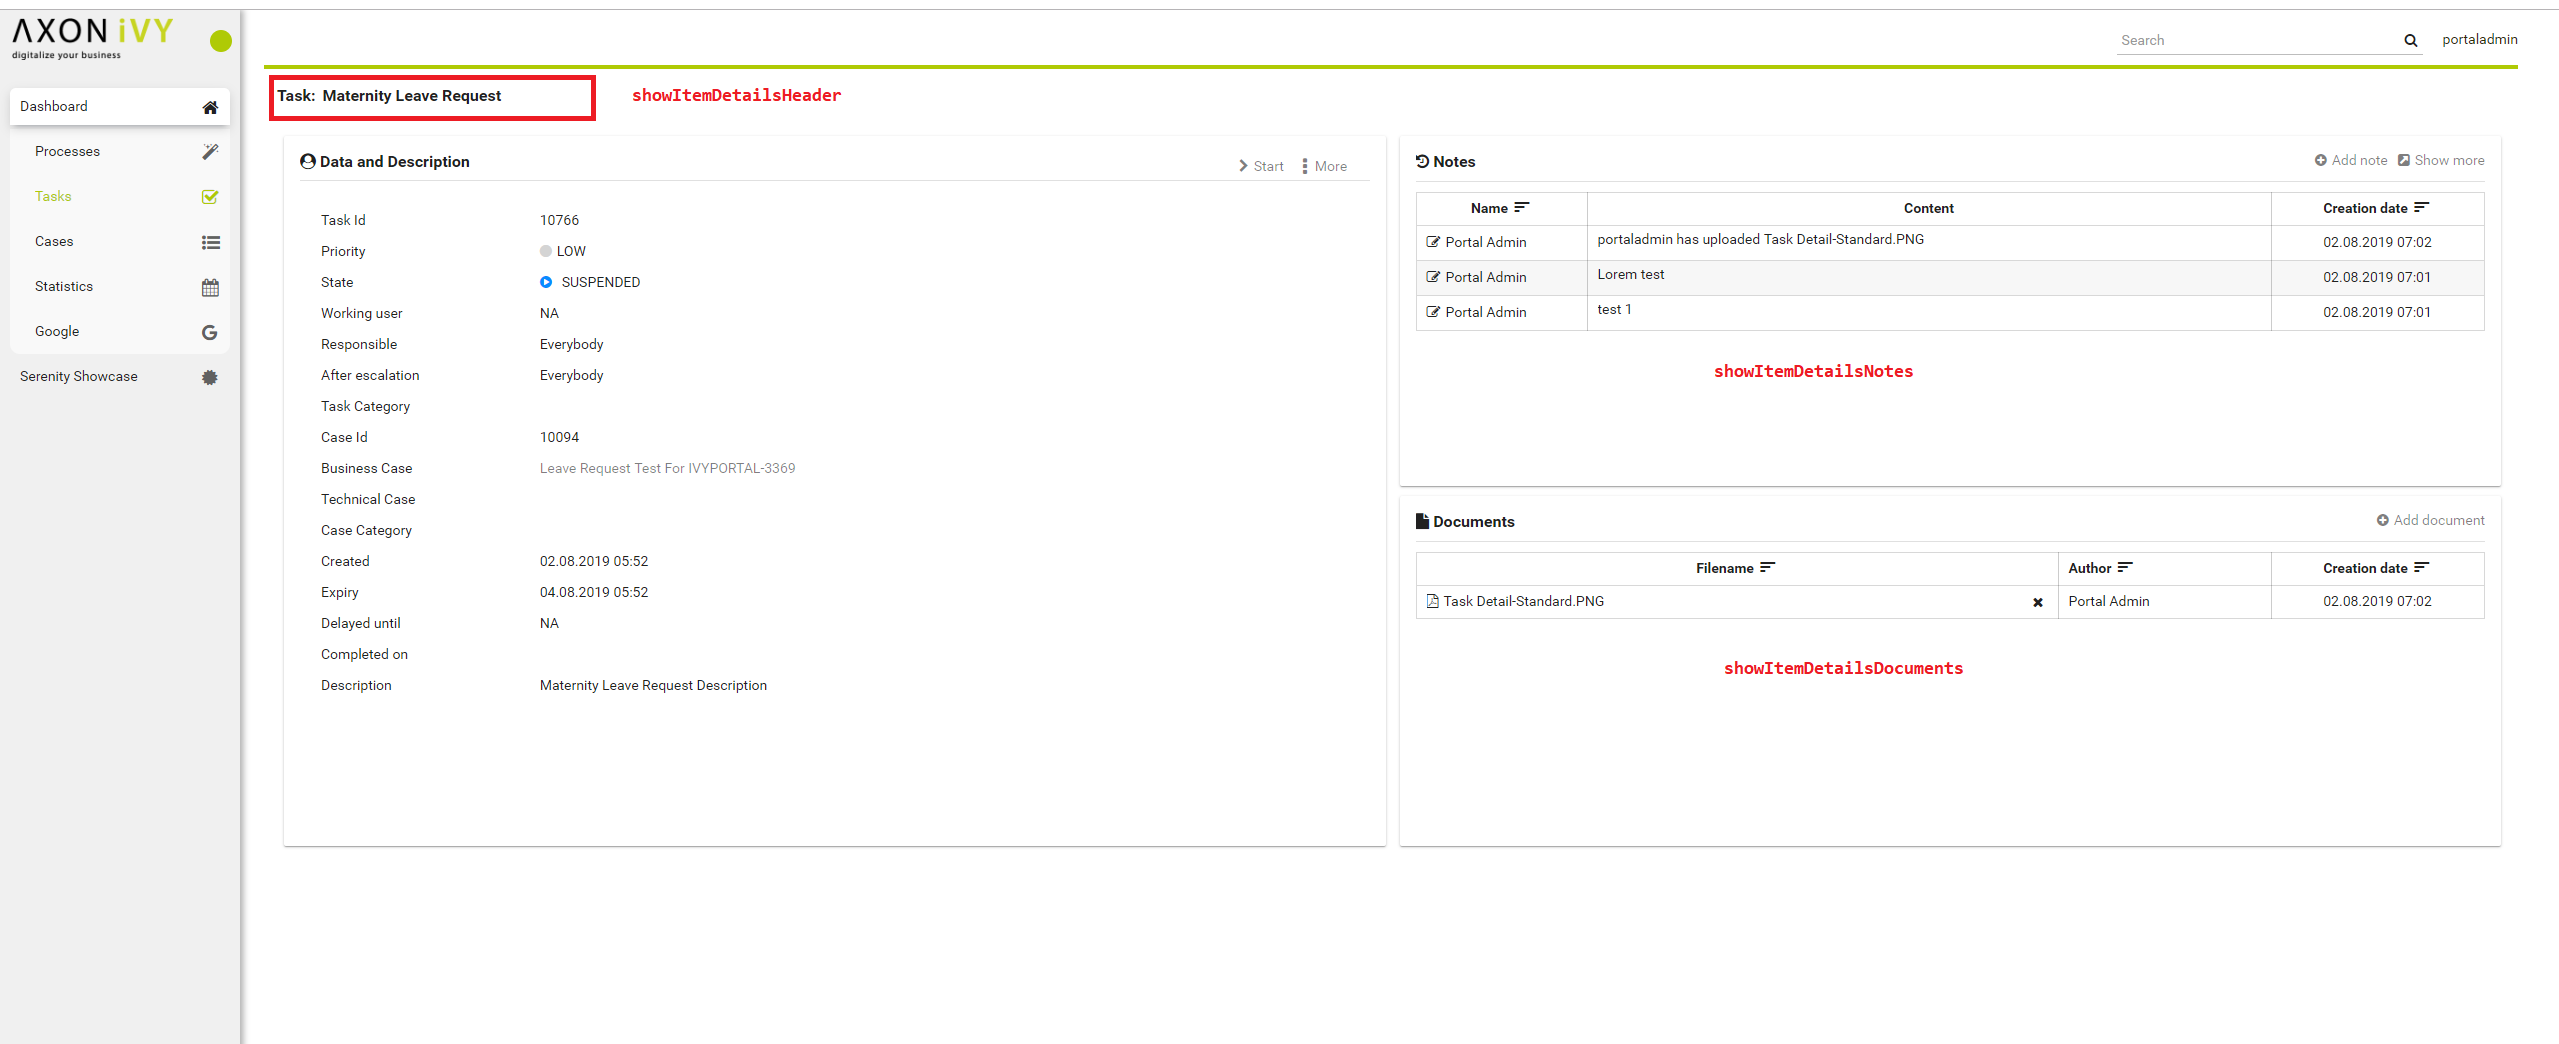 AXON iVY
digitalize your business
Search
portaladmin
Dashboard
Processes
Tasks
Cases
Statistics
Google
Serenity Showcase
Task: Maternity Leave Request
showItemDetailsHeader
Data and Description
Start
More
Task Id 10766
Priority LOW
State SUSPENDED
Working user NA
Responsible Everybody
After escalation Everybody
Task Category
Case Id 10094
Business Case Leave Request Test For IVYPORTAL-3369
Technical Case
Case Category
Created 02.08.2019 05:52
Expiry 04.08.2019 05:52
Delayed until NA
Completed on
Description Maternity Leave Request Description
Notes
Add note
Show more
Name Content Creation date
Portal Admin portaladmin has uploaded Task Detail-Standard.PNG 02.08.2019 07:02
Portal Admin Lorem test 02.08.2019 07:01
Portal Admin test 1 02.08.2019 07:01
showItemDetailsNotes
Documents
Add document
Filename Author Creation date
Task Detail-Standard.PNG Portal Admin 02.08.2019 07:02
showItemDetailsDocuments